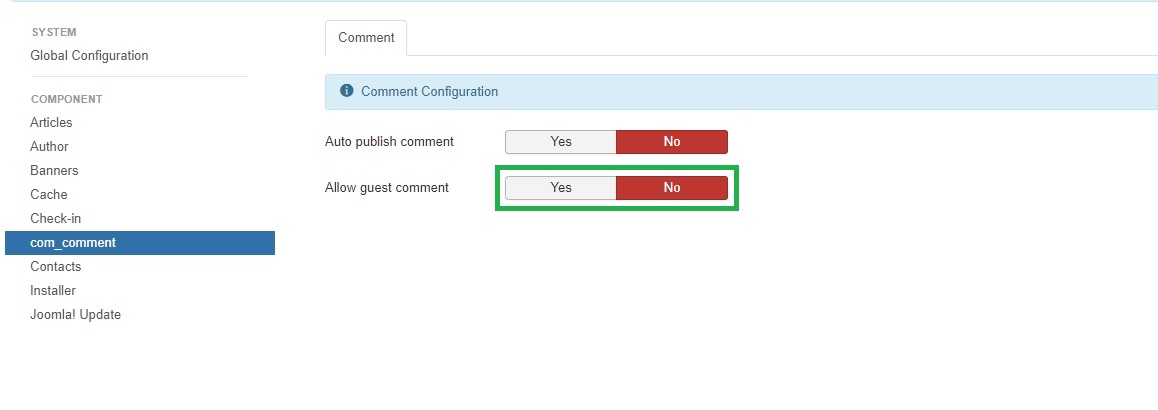 SYSTEM
Global Configuration
COMPONENT
Articles
Author
Banners
Cache
Check-in
com_comment
Contacts
Installer
Joomla! Update
Comment
Comment Configuration
Auto publish comment Yes No
Allow guest comment Yes No